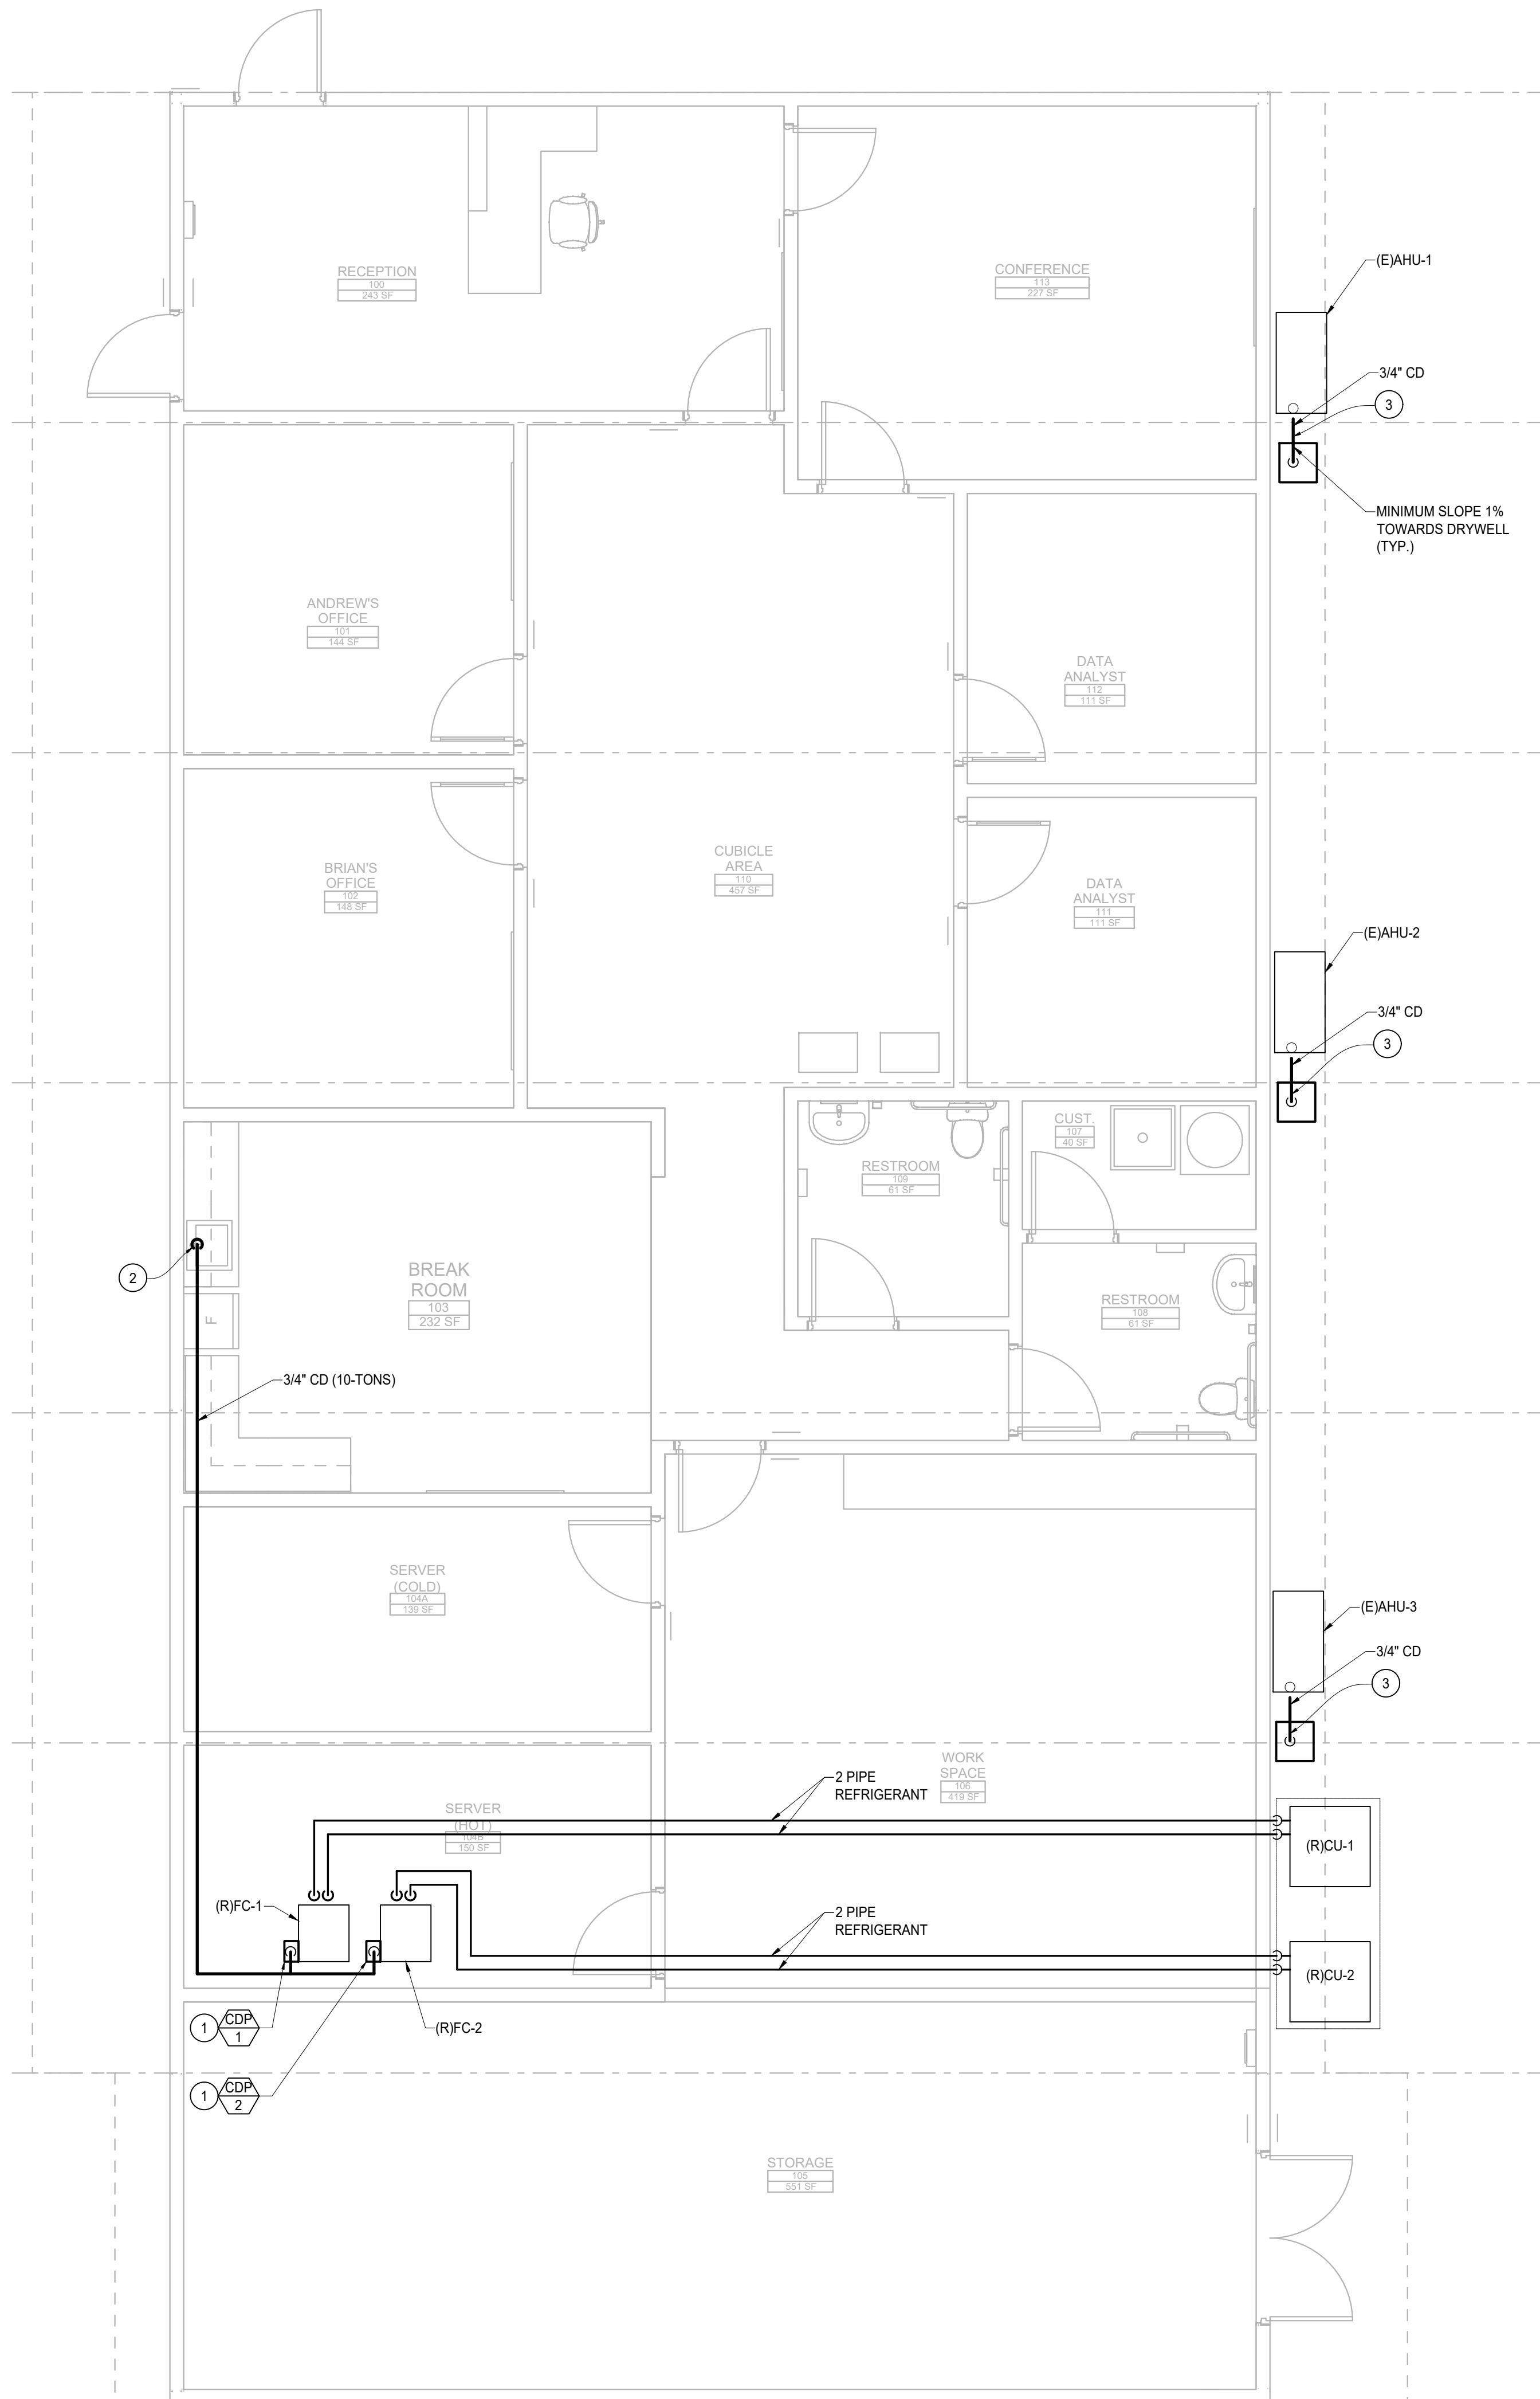 RECEPTION
100
243 SF
CONFERENCE
113
227 SF
(E)AHU-1
3/4" CD
3
MINIMUM SLOPE 1%
TOWARDS DRYWELL
(TYP.)
ANDREW'S
OFFICE
101
144 SF
DATA
ANALYST
112
111 SF
BRIAN'S
OFFICE
102
148 SF
CUBICLE
AREA
110
457 SF
DATA
ANALYST
111
111 SF
(E)AHU-2
3/4" CD
3
CUST.
107
40 SF
RESTROOM
109
61 SF
2
BREAK
ROOM
103
232 SF
F
RESTROOM
108
61 SF
3/4" CD (10-TONS)
SERVER
(COLD)
104A
139 SF
(E)AHU-3
3/4" CD
3
WORK
SPACE
106
419 SF
2 PIPE
REFRIGERANT
SERVER
(HOT)
104B
150 SF
(R)CU-1
(R)FC-1
2 PIPE
REFRIGERANT
(R)CU-2
1
CDP
1
(R)FC-2
1
CDP
2
STORAGE
105
551 SF